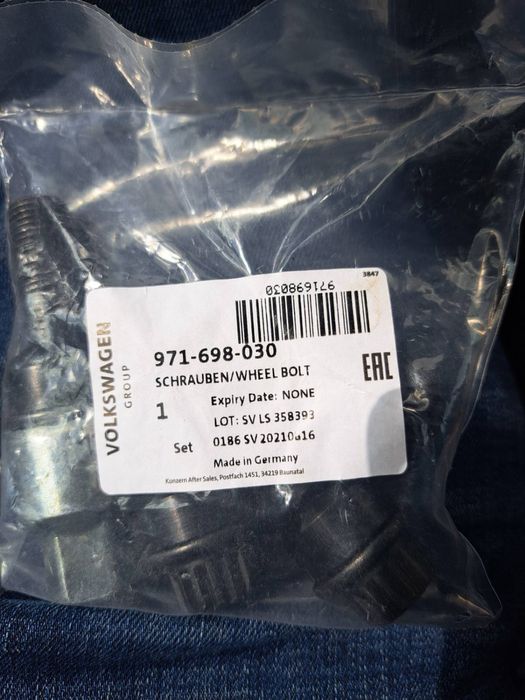 3847
971698030
971-698-030
SCHRAUBEN/WHEEL BOLT
EAC
VOLKSWAGEN
GROUP
1
Set
Expiry Date: NONE
LOT: SV LS 358393
0186 SV 20210616
Made in Germany
Konzern After Sales, Postfach 1451, 34219 Baunatal